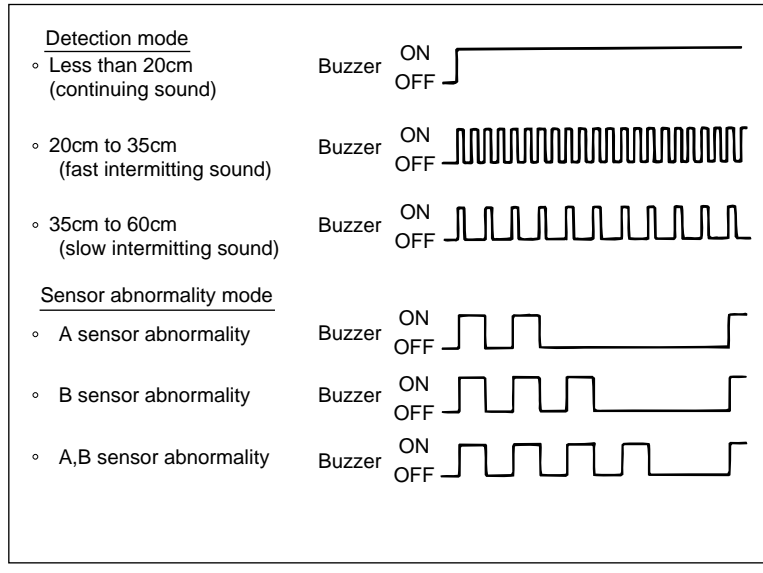 Detection mode
◦ Less than 20cm
(continuing sound)
Buzzer ON
OFF
◦ 20cm to 35cm
(fast intermitting sound)
Buzzer ON
OFF
◦ 35cm to 60cm
(slow intermitting sound)
Buzzer ON
OFF
Sensor abnormality mode
◦ A sensor abnormality
Buzzer ON
OFF
◦ B sensor abnormality
Buzzer ON
OFF
◦ A,B sensor abnormality
Buzzer ON
OFF